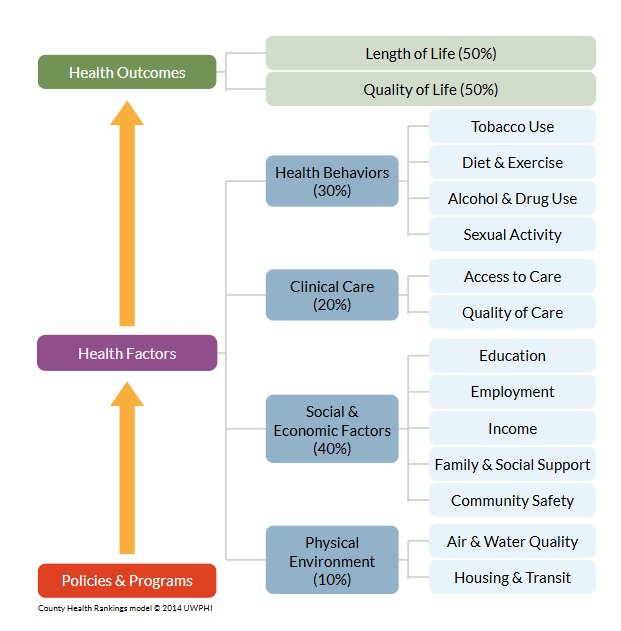 Health Outcomes
Length of Life (50%)
Quality of Life (50%)
Health Behaviors
(30%)
Tobacco Use
Diet & Exercise
Alcohol & Drug Use
Sexual Activity
Clinical Care
(20%)
Access to Care
Quality of Care
Health Factors
Social &
Economic Factors
(40%)
Education
Employment
Income
Family & Social Support
Community Safety
Physical
Environment
(10%)
Air & Water Quality
Housing & Transit
Policies & Programs
County Health Rankings model © 2014 UWPHI